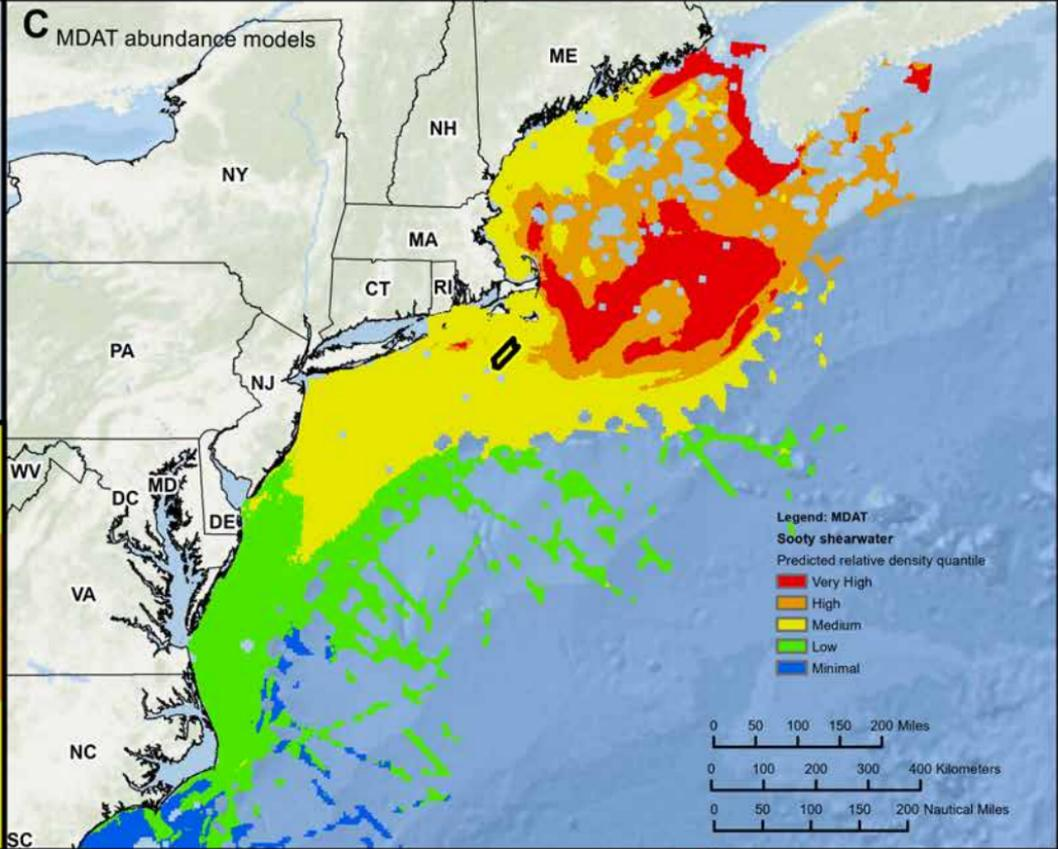 C MDAT abundance models
ME
NH
NY
MA
CT
RI
PA
NJ
WV
MD
DC
DE
VA
NC
SC
Legend: MDAT
Sooty shearwater
Predicted relative density quantile
Very High
High
Medium
Low
Minimal
0 50 100 150 200 Miles
0 100 200 300 400 Kilometers
0 50 100 150 200 Nautical Miles